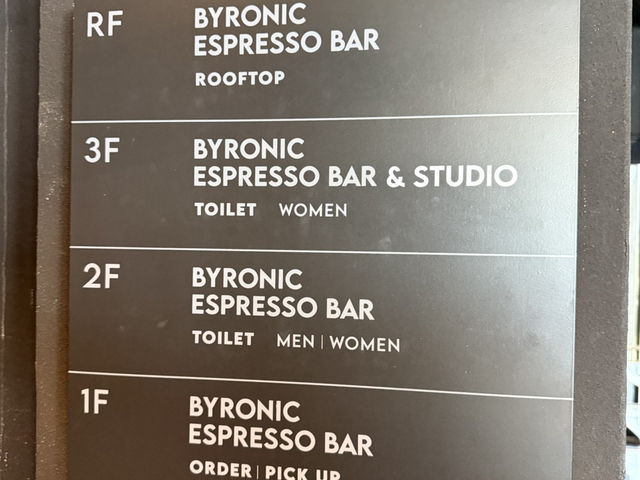 RF
BYRONIC
ESPRESSO BAR
ROOFTOP
3F
BYRONIC
ESPRESSO BAR & STUDIO
TOILET WOMEN
2F
BYRONIC
ESPRESSO BAR
TOILET MEN | WOMEN
1F
BYRONIC
ESPRESSO BAR
ORDER | PICK UP